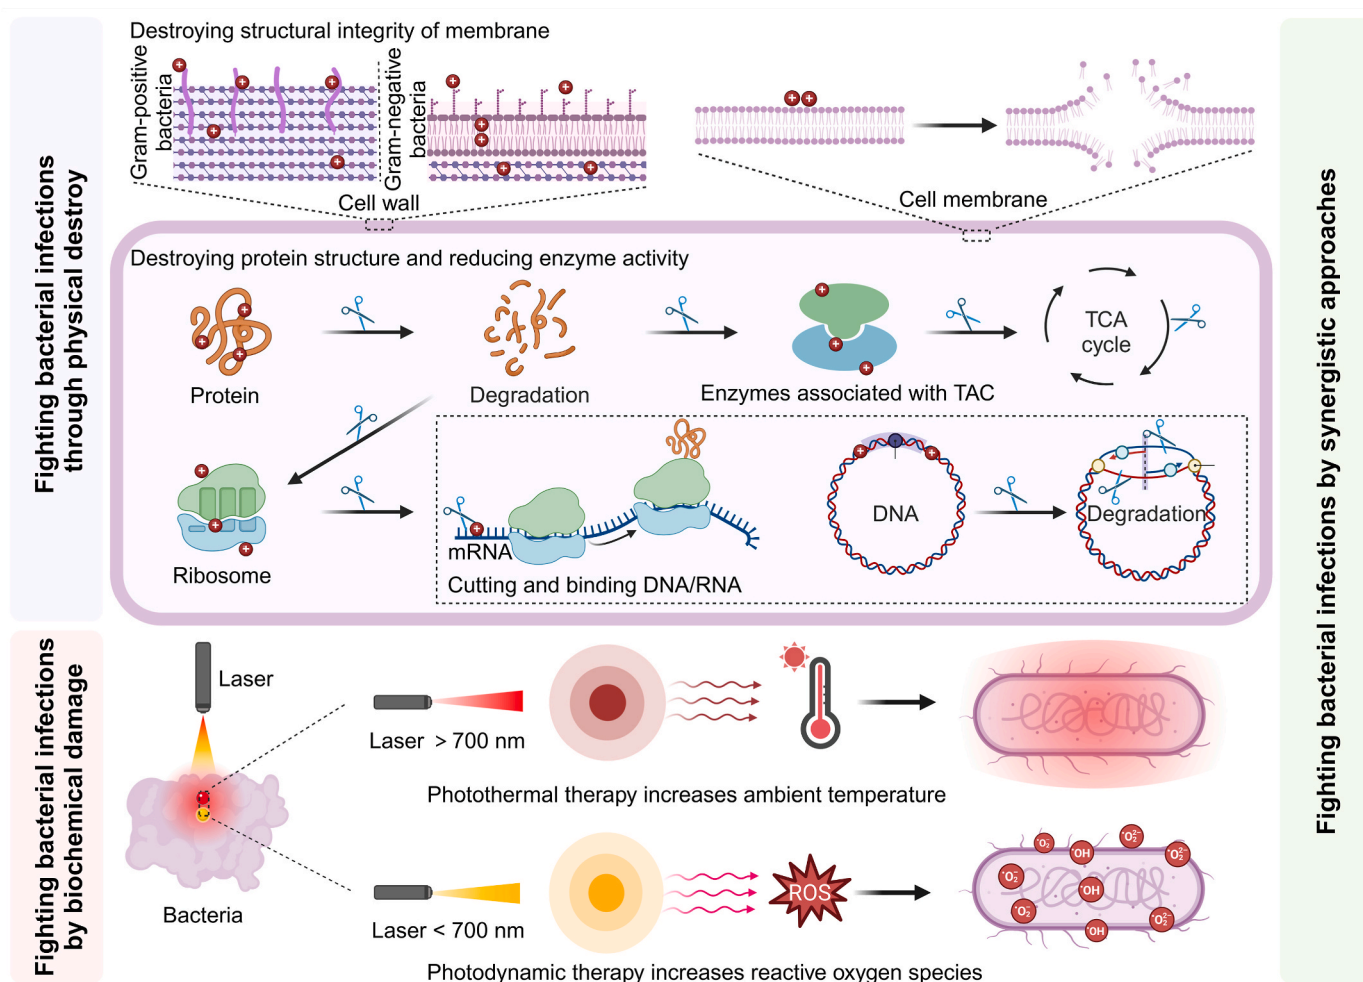 Fighting bacterial infections
through physical destroy
Destroying structural integrity of membrane
Gram-positive
bacteria
Gram-negative
bacteria
Cell wall
Cell membrane
Destroying protein structure and reducing enzyme activity
Protein
Degradation
Enzymes associated with TAC
TCA
cycle
Ribosome
mRNA
Cutting and binding DNA/RNA
DNA
Degradation
Fighting bacterial infections
by biochemical damage
Laser
Bacteria
Laser > 700 nm
Photothermal therapy increases ambient temperature
Laser < 700 nm
ROS
Photodynamic therapy increases reactive oxygen species
·O₂
·OH
·O₂²⁻
·O₂²⁻
·O₂⁻
·OH
·O₂⁻
·O₂²⁻
·OH
Fighting bacterial infections by synergistic approaches